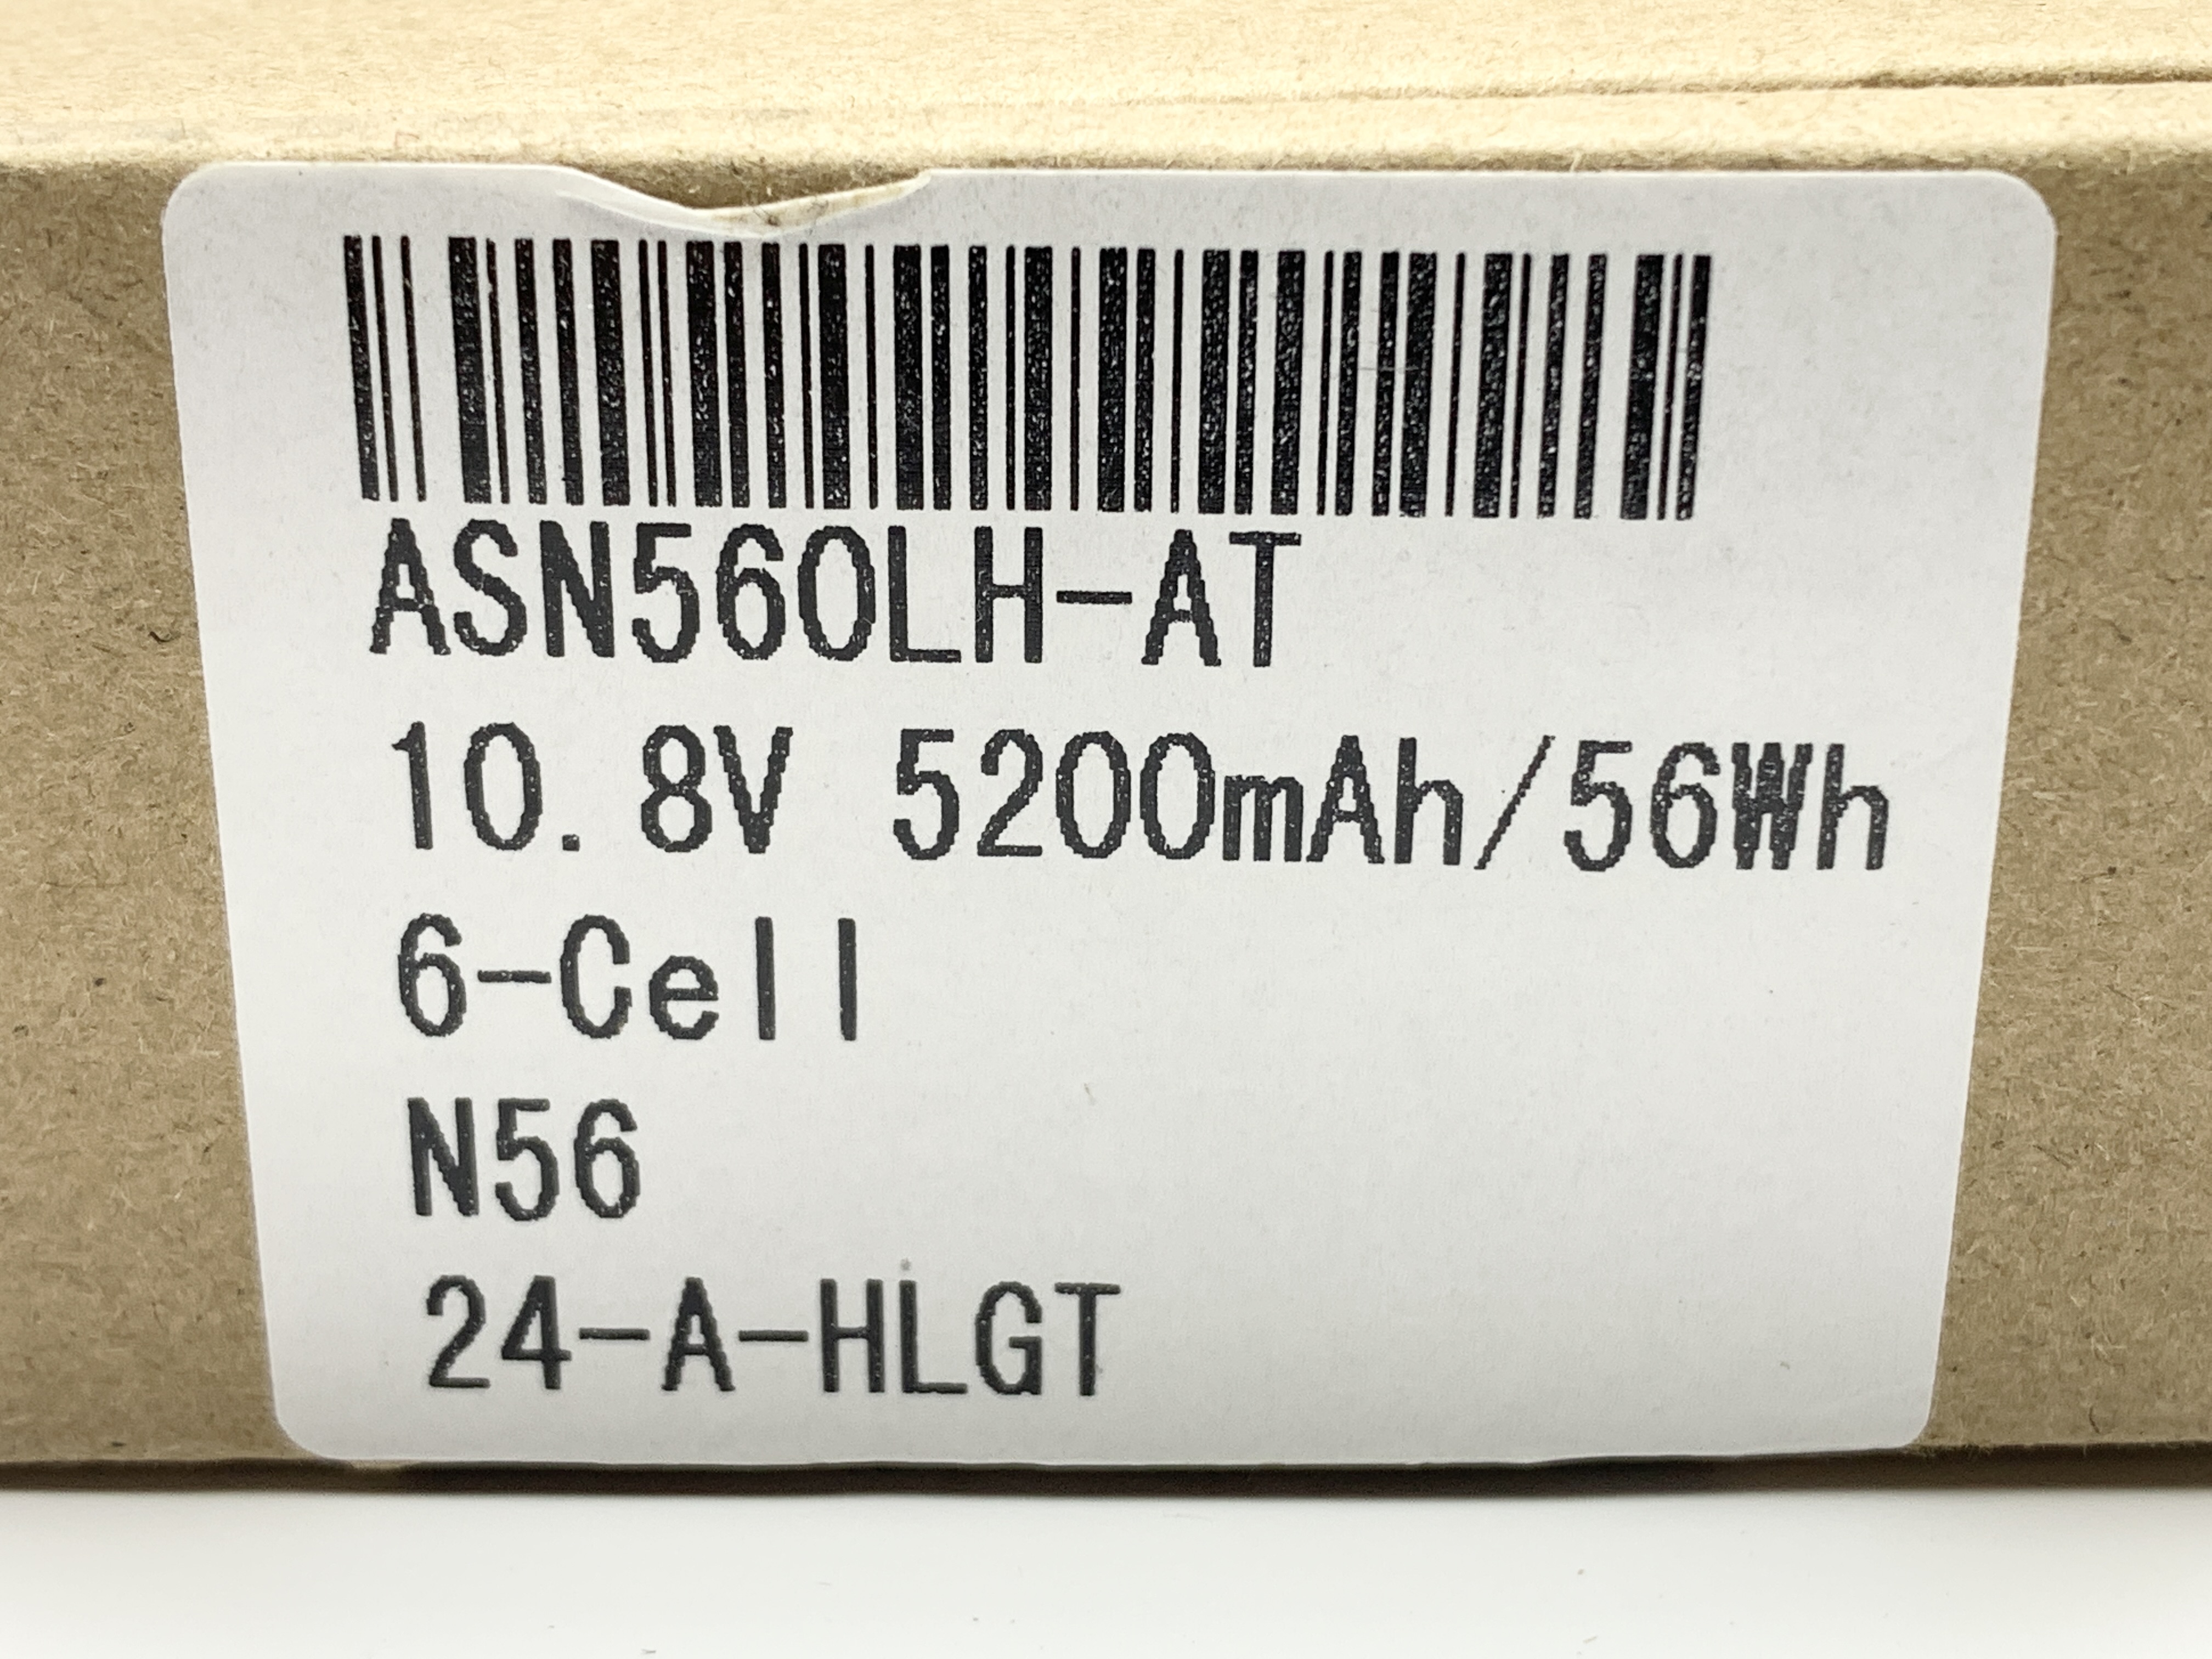 ASN560LH-AT
10.8V 5200mAh/56Wh
6-Cell
N56
24-A-HLGT